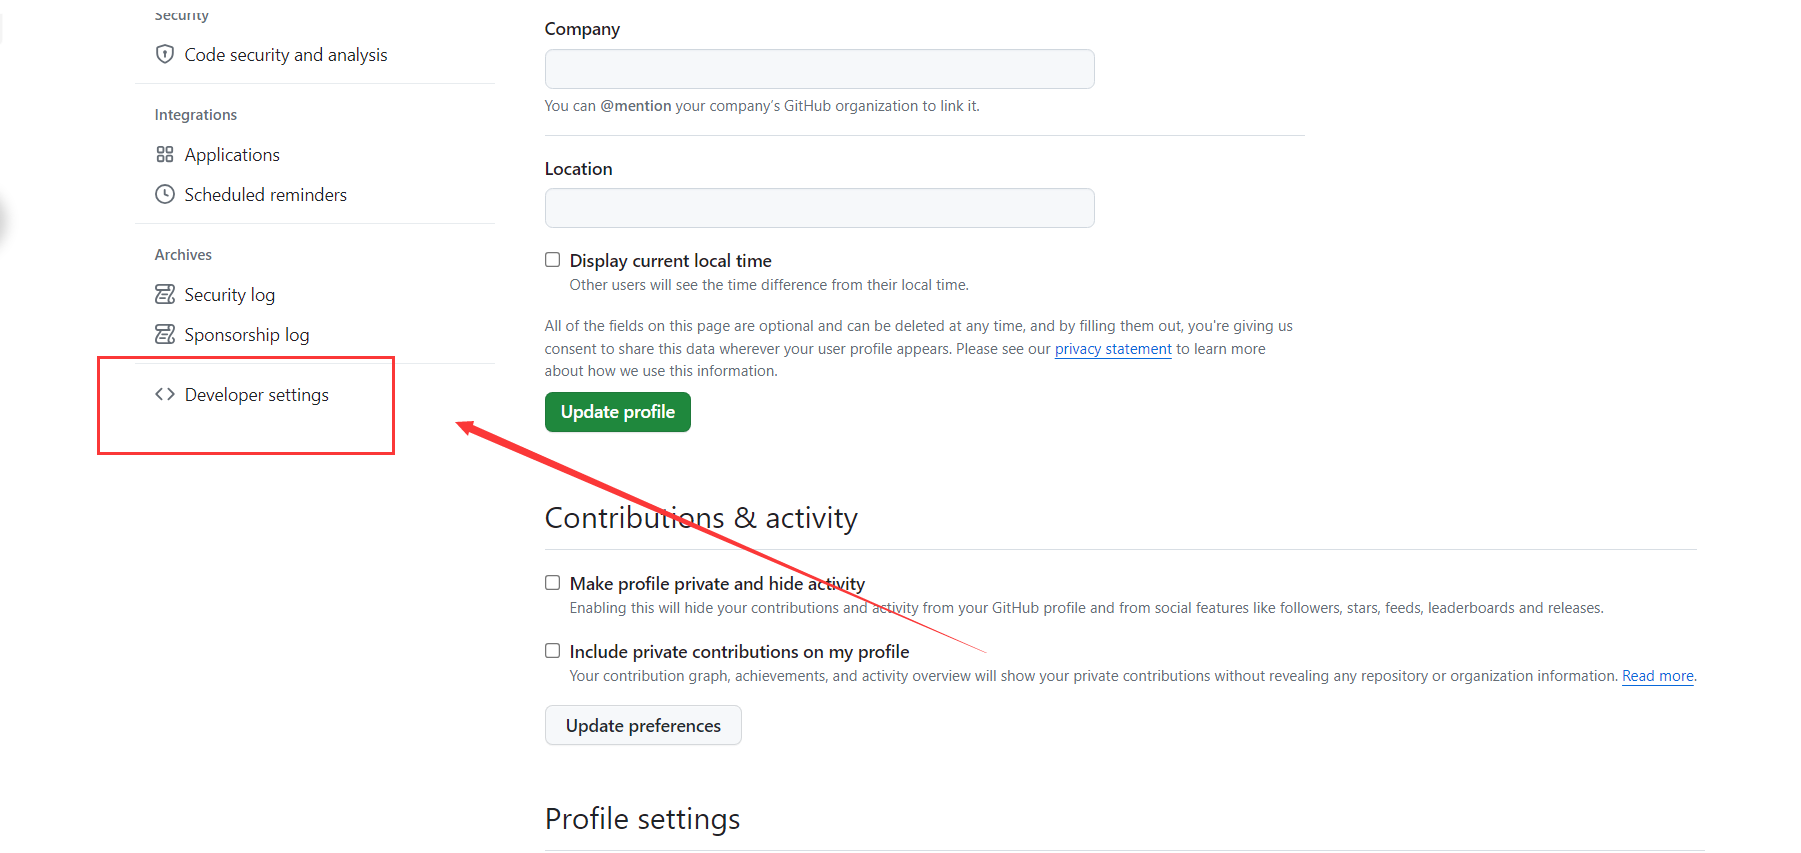 Security
Code security and analysis
Integrations
Applications
Scheduled reminders
Archives
Security log
Sponsorship log
Developer settings
Company
You can @mention your company's GitHub organization to link it.
Location
Display current local time
Other users will see the time difference from their local time.
All of the fields on this page are optional and can be deleted at any time, and by filling them out, you're giving us
consent to share this data wherever your user profile appears. Please see our privacy statement to learn more
about how we use this information.
Update profile
Contributions & activity
Make profile private and hide activity
Enabling this will hide your contributions and activity from your GitHub profile and from social features like followers, stars, feeds, leaderboards and releases.
Include private contributions on my profile
Your contribution graph, achievements, and activity overview will show your private contributions without revealing any repository or organization information. Read more.
Update preferences
Profile settings